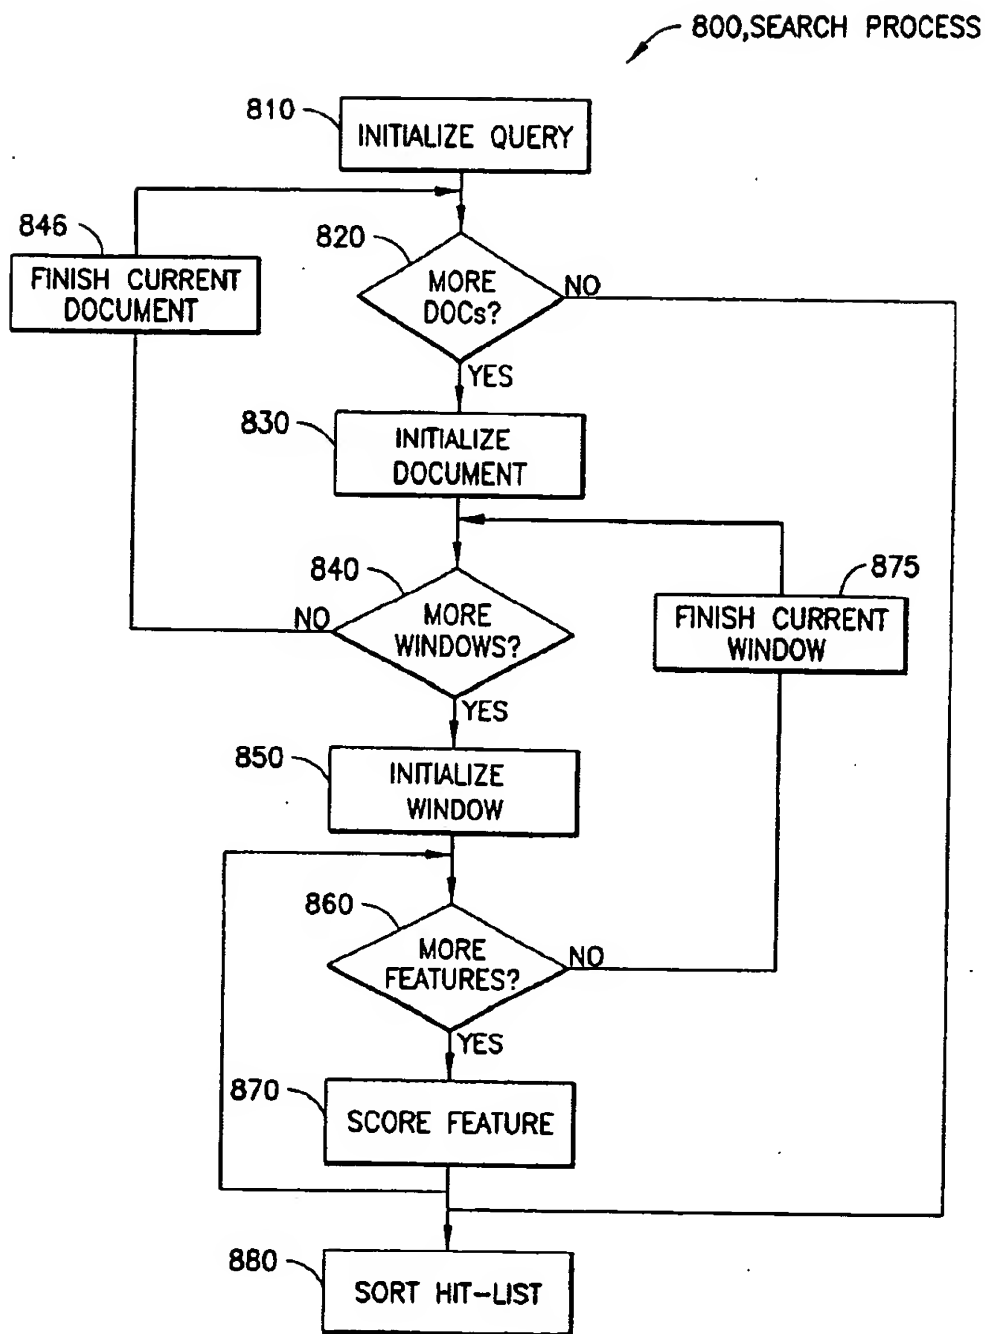 800,SEARCH PROCESS
810
INITIALIZE QUERY
846
FINISH CURRENT
DOCUMENT
820
MORE
DOCs?
NO
YES
830
INITIALIZE
DOCUMENT
840
MORE
WINDOWS?
NO
875
FINISH CURRENT
WINDOW
YES
850
INITIALIZE
WINDOW
860
MORE
FEATURES?
NO
YES
870
SCORE FEATURE
880
SORT HIT-LIST